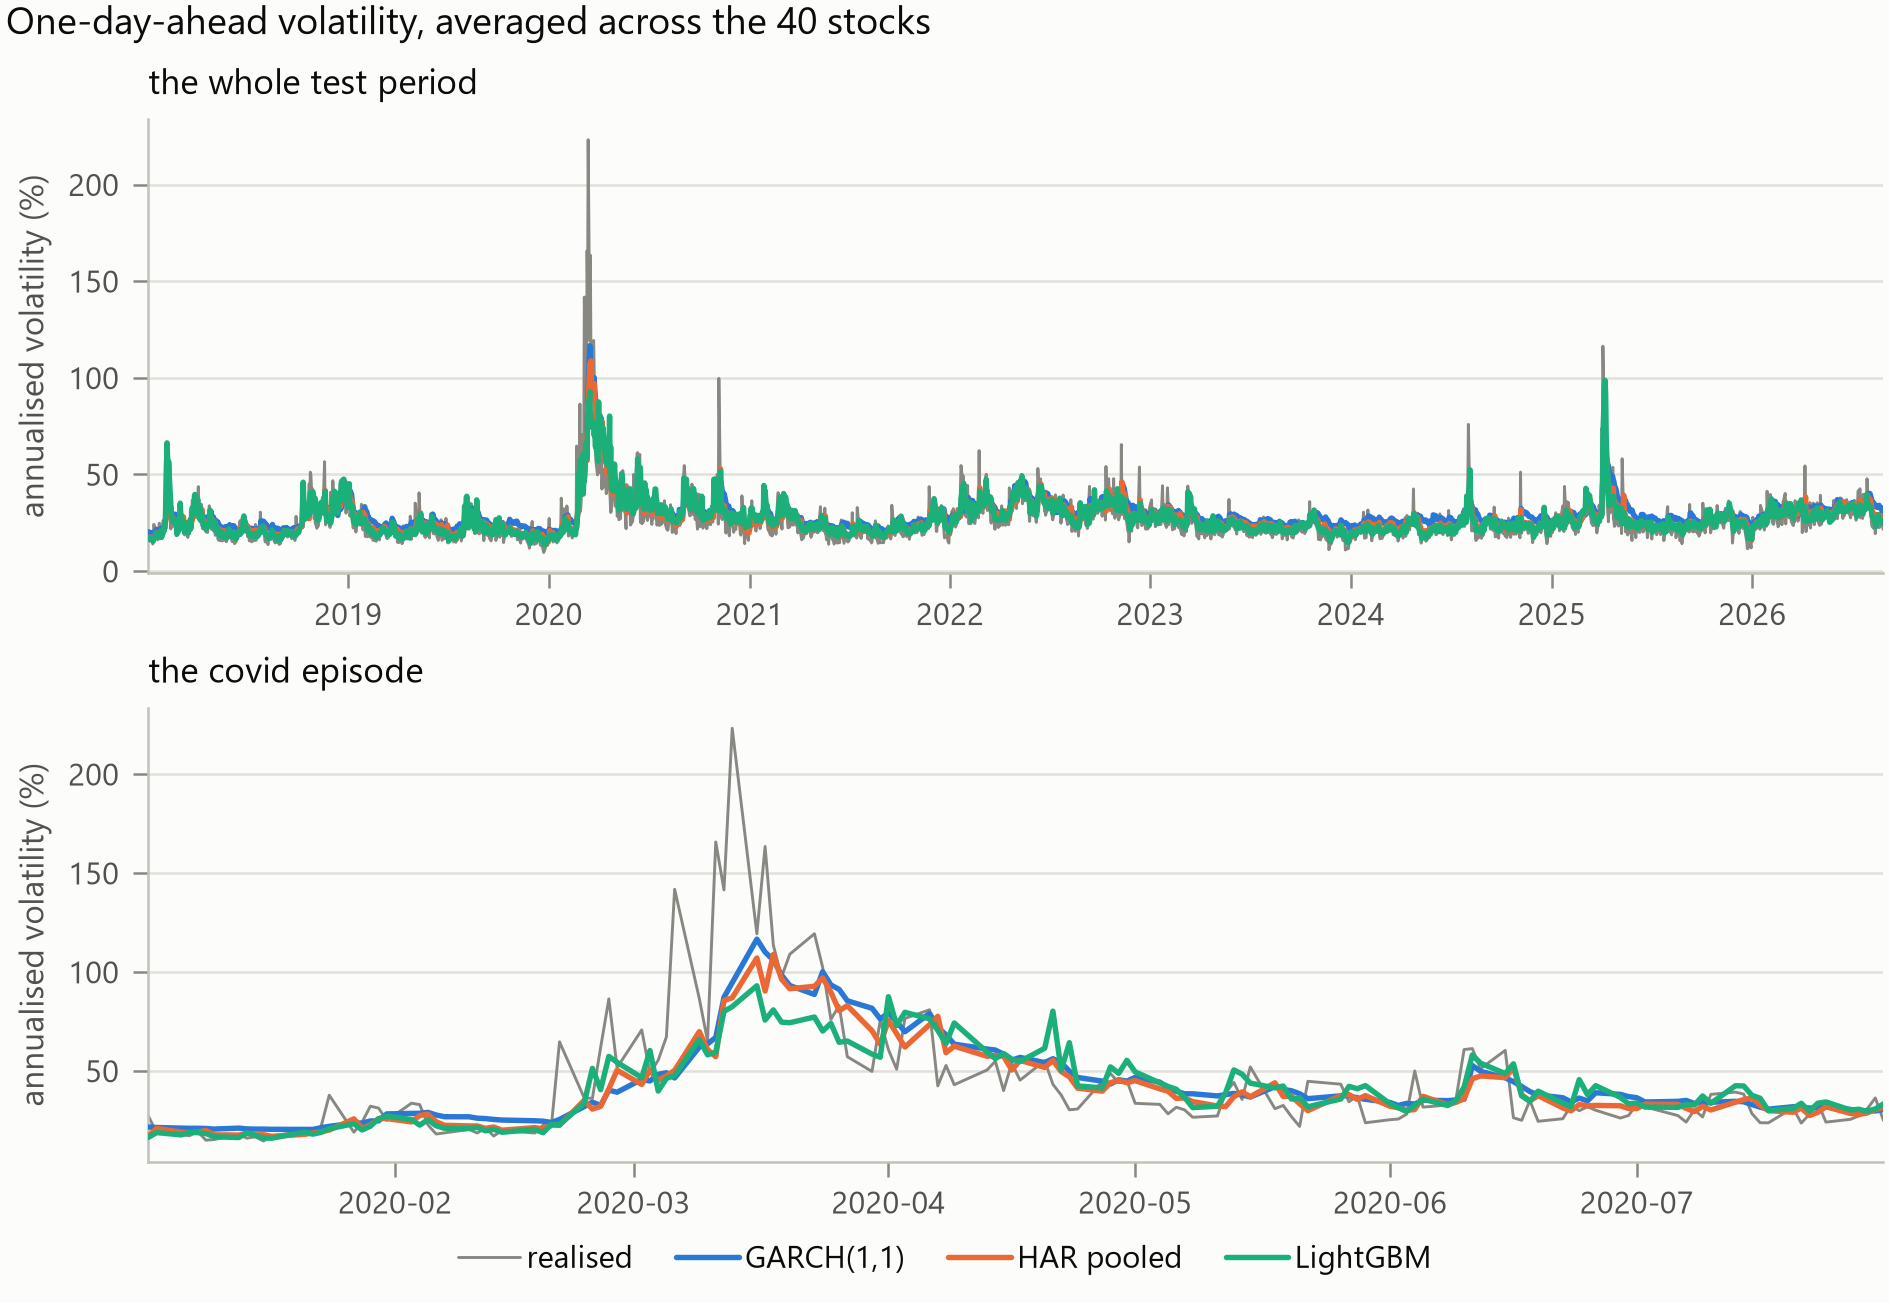 One-day-ahead volatility, averaged across the 40 stocks
the whole test period
annualised volatility (%)
200
150
100
50
0
2019 2020 2021 2022 2023 2024 2025 2026
the covid episode
annualised volatility (%)
200
150
100
50
2020-02 2020-03 2020-04 2020-05 2020-06 2020-07
realised GARCH(1,1) HAR pooled LightGBM